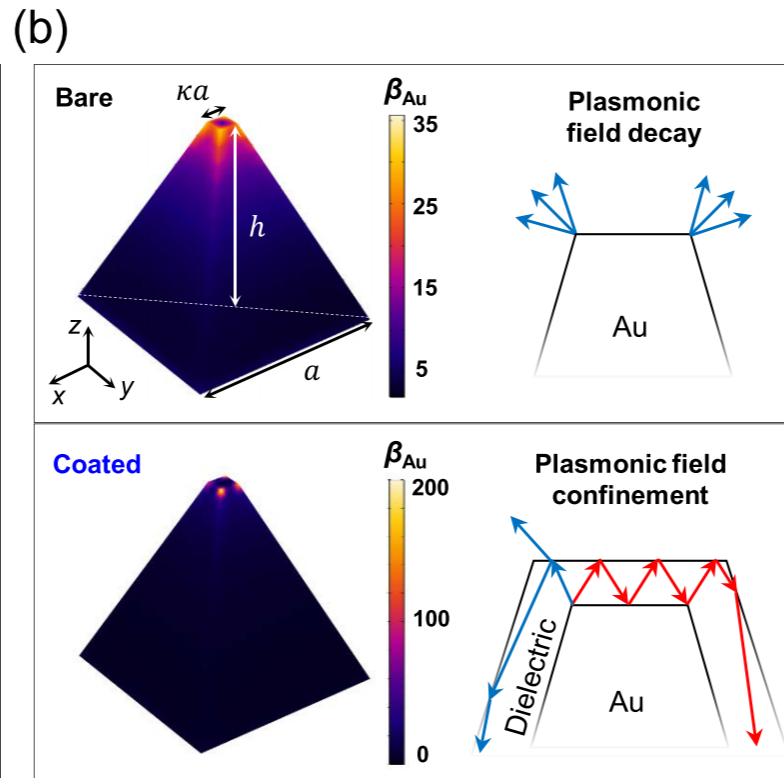 (b)
Bare
κa
β_Au
35
25
15
5
h
a
z
x
y
Plasmonic
field decay
Au
Coated
β_Au
200
100
0
Plasmonic field
confinement
Dielectric
Au